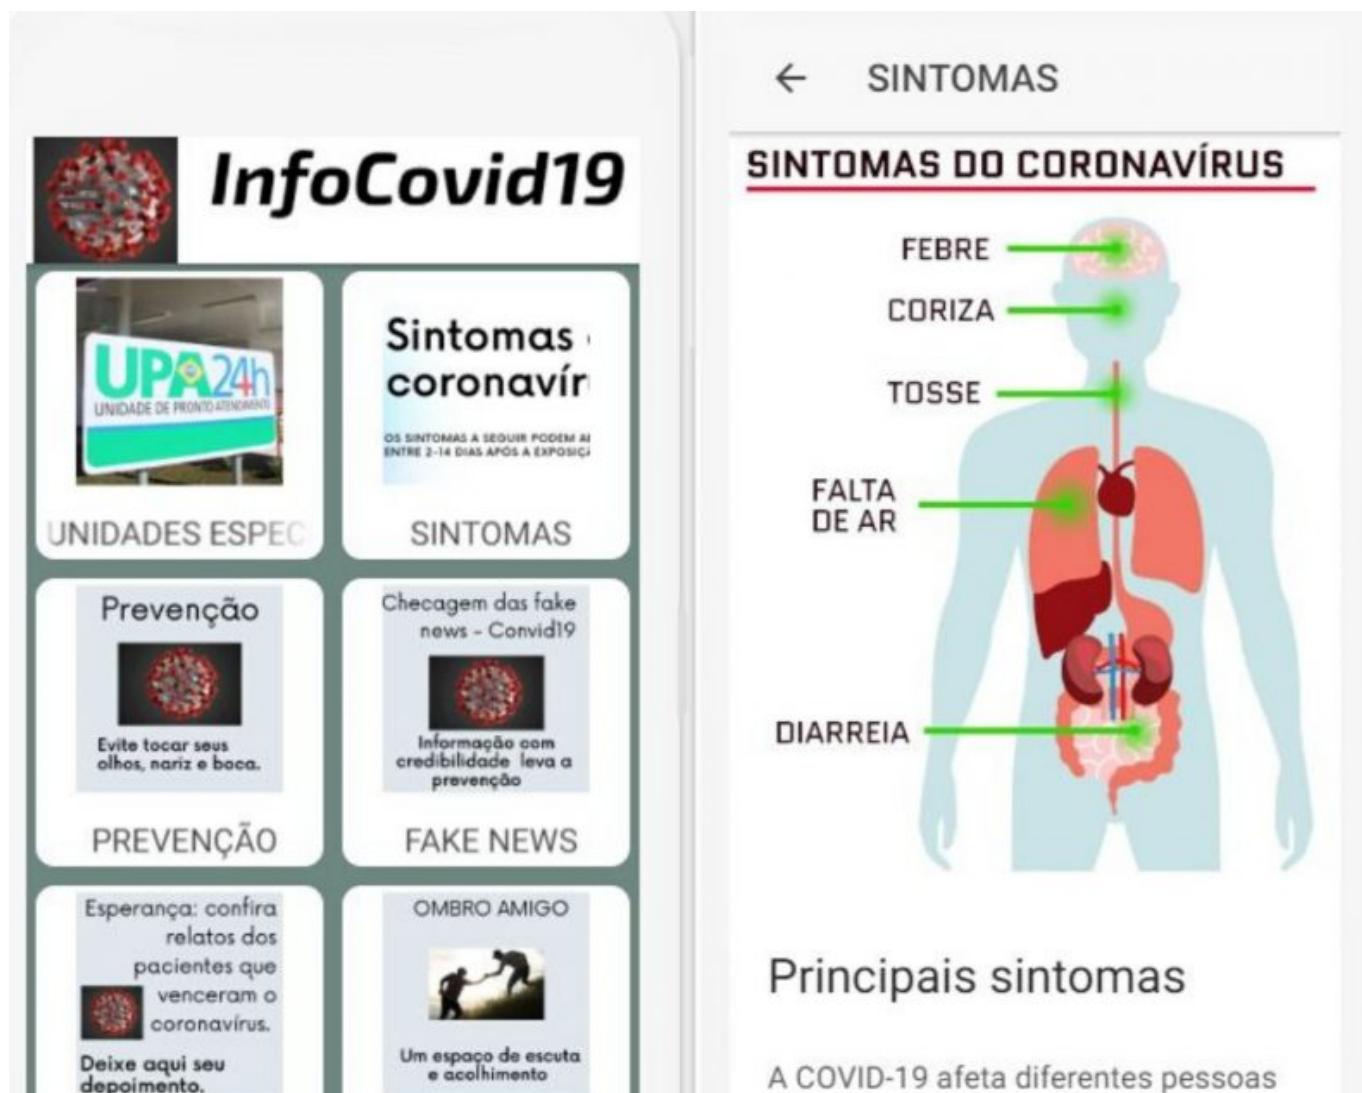 InfoCovid19
UPA24h
UNIDADE DE PRONTO ATENDIMENTO
UNIDADES ESPEC
Sintomas
coronavír
OS SINTOMAS A SEGUIR PODEM
ENTRE 2-14 DIAS APÓS A EXPOSIÇÃ
SINTOMAS
Prevenção
Evite tocar seus
olhos, nariz e boca.
PREVENÇÃO
Checagem das fake
news - Convid19
Informação com
credibilidade leva a
prevenção
FAKE NEWS
Esperança: confira
relatos dos
pacientes que
venceram o
coronavírus.
Deixe aqui seu
depoimento.
OMBRO AMIGO
Um espaço de escuta
e acolhimento
SINTOMAS
SINTOMAS DO CORONAVÍRUS
FEBRE
CORIZA
TOSSE
FALTA
DE AR
DIARREIA
Principais sintomas
A COVID-19 afeta diferentes pessoas